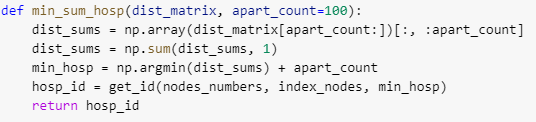 def min_sum_hosp(dist_matrix, apart_count=100):
    dist_sums = np.array(dist_matrix[apart_count:])[:, :apart_count]
    dist_sums = np.sum(dist_sums, 1)
    min_hosp = np.argmin(dist_sums) + apart_count
    hosp_id = get_id(nodes_numbers, index_nodes, min_hosp)
    return hosp_id